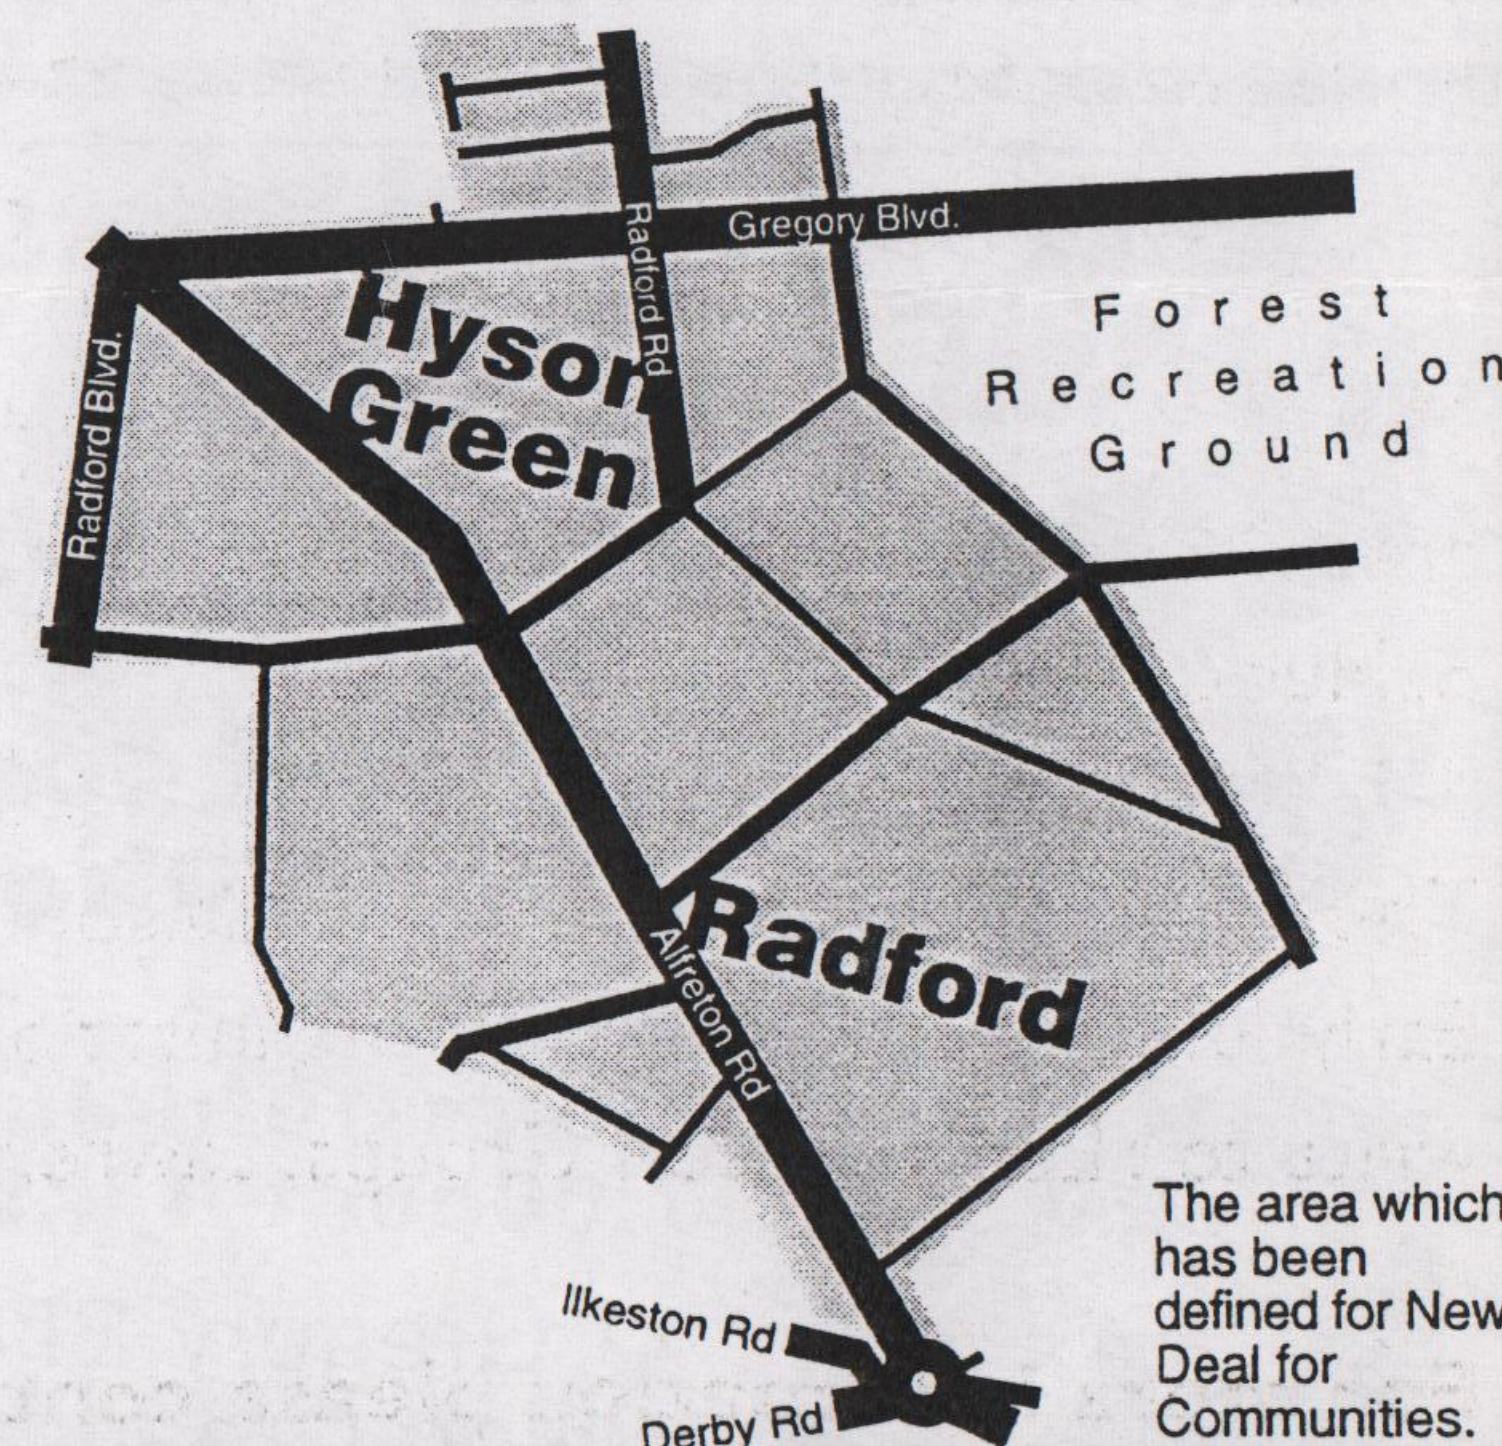 Gregory Blvd.
Radford Rd
Hyson
Green
Radford Blvd.
Forest
Recreation
Ground
Radford
Alfreton Rd
Ilkeston Rd
Derby Rd
The area which
has been
defined for New
Deal for
Communities.